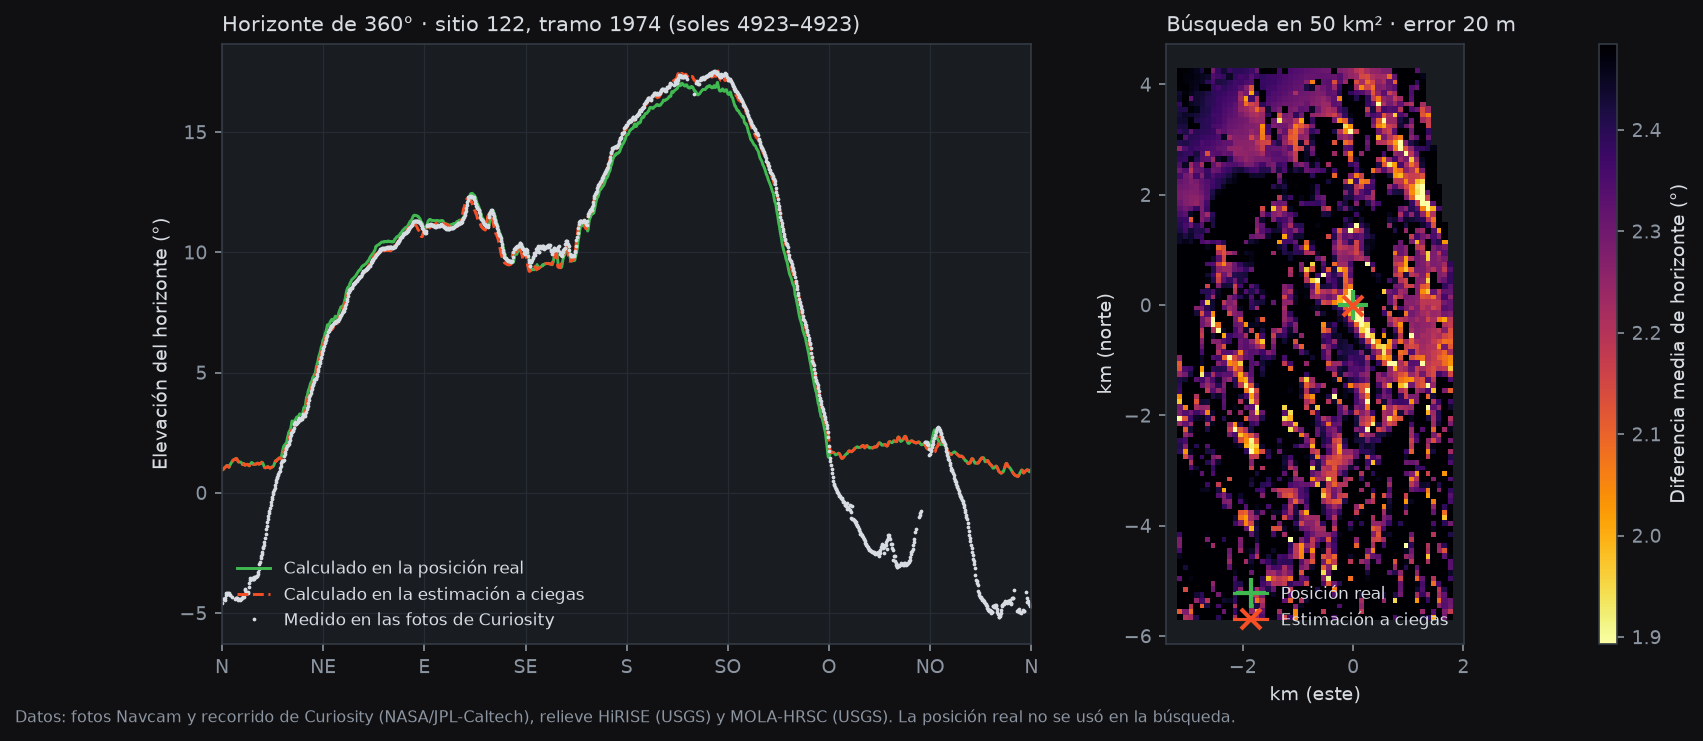 Horizonte de 360° · sitio 122, tramo 1974 (soles 4923–4923)
Elevación del horizonte (°)
15
10
5
0
−5
N
NE
E
SE
S
SO
O
NO
N
Calculado en la posición real
Calculado en la estimación a ciegas
Medido en las fotos de Curiosity
Búsqueda en 50 km² · error 20 m
km (norte)
4
2
0
−2
−4
−6
−2
0
2
km (este)
Posición real
Estimación a ciegas
2.4
2.3
2.2
2.1
2.0
1.9
Diferencia media de horizonte (°)
Datos: fotos Navcam y recorrido de Curiosity (NASA/JPL-Caltech), relieve HiRISE (USGS) y MOLA-HRSC (USGS). La posición real no se usó en la búsqueda.